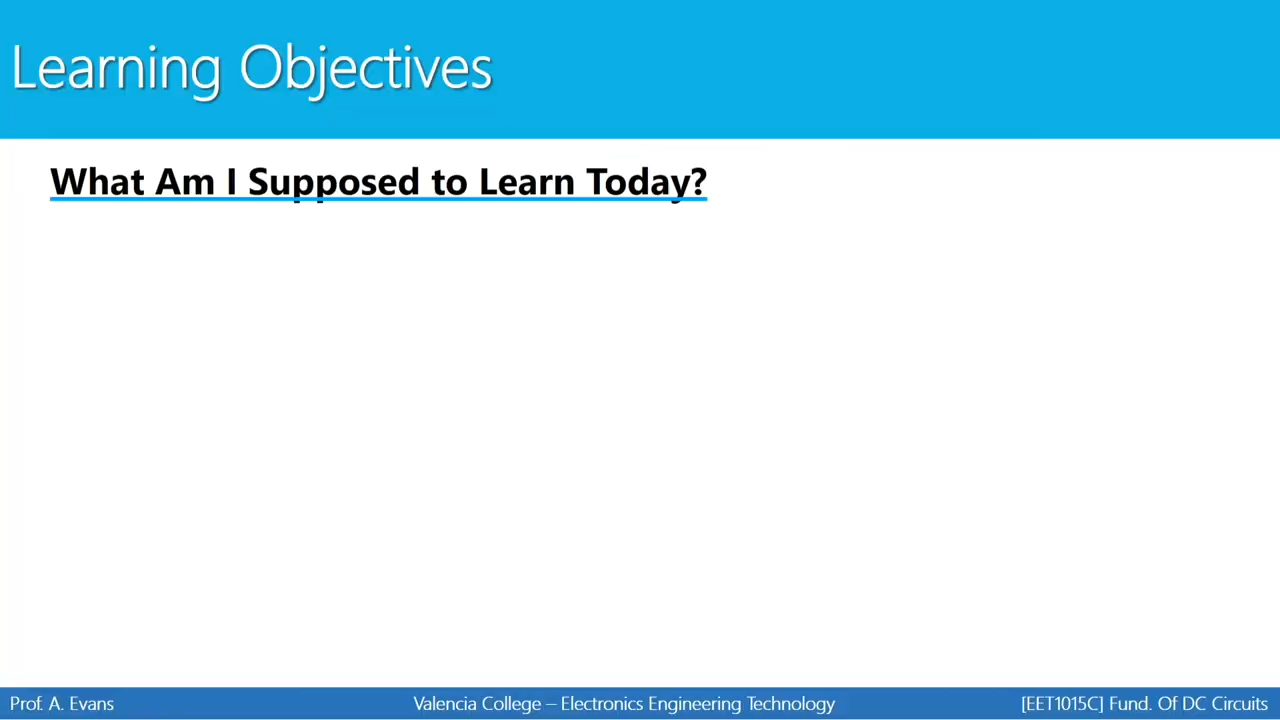 Learning Objectives
What Am I Supposed to Learn Today?
Prof. A. Evans
Valencia College – Electronics Engineering Technology
[EET1015C] Fund. Of DC Circuits